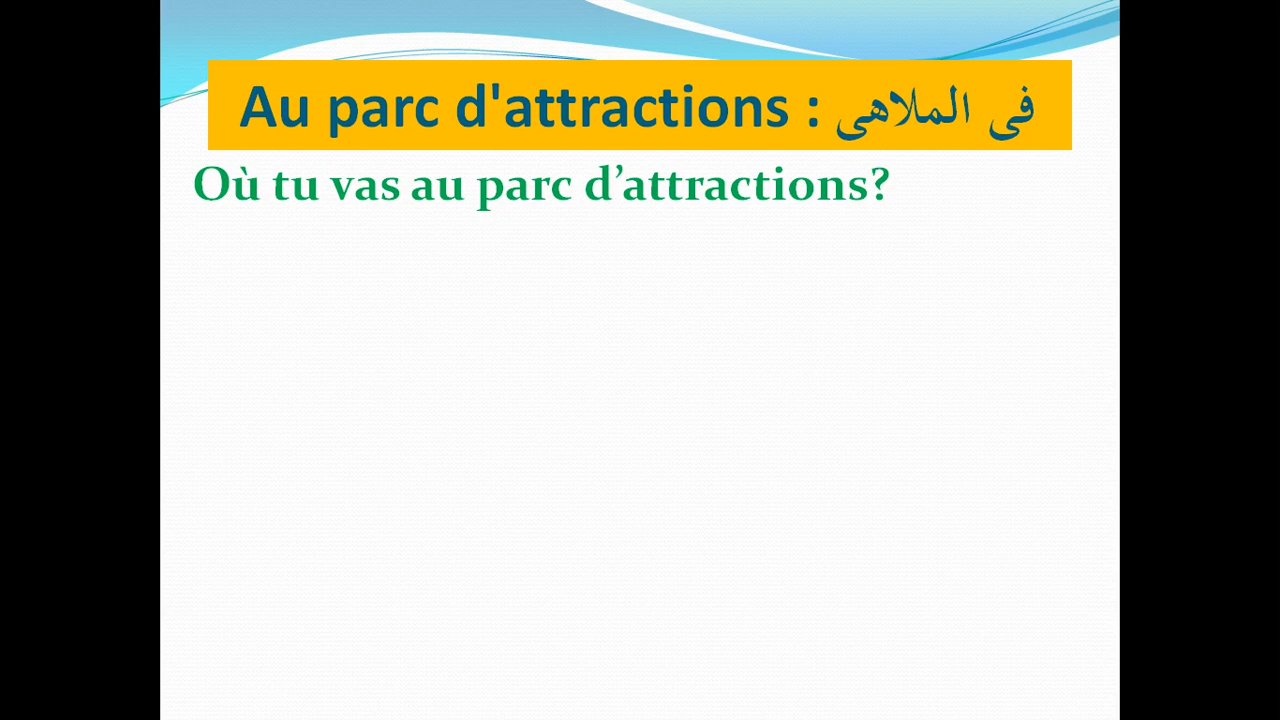 Au parc d'attractions : فى الملاهى
Où tu vas au parc d’attractions?